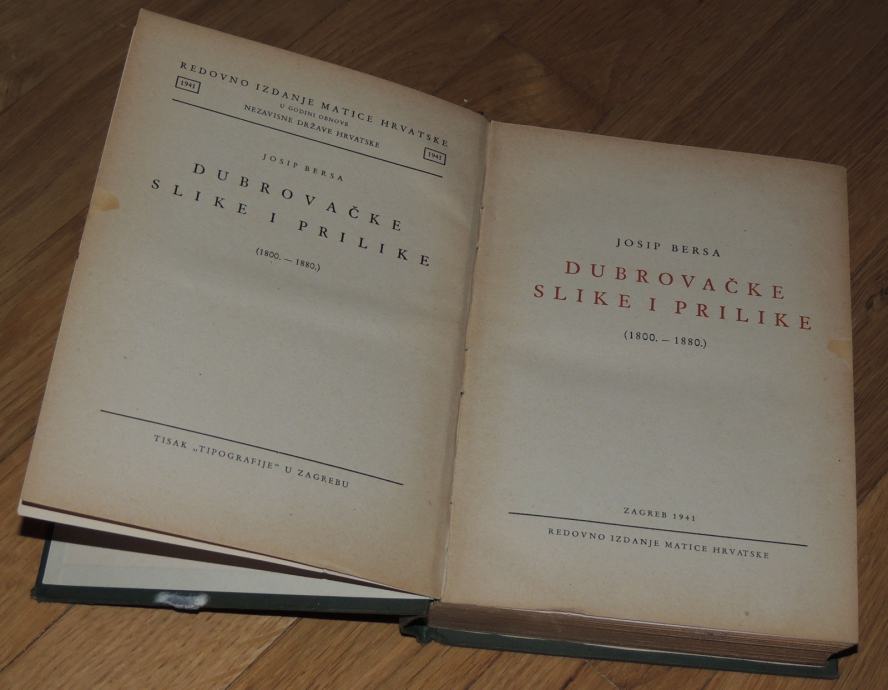 REDOVNO IZDANJE MATICE HRVATSKE
1941
U GODINI OBNOVE
1941
NEZAVISNE DRŽAVE HRVATSKE
JOSIP BERSA
DUBROVAČKE
SLIKE I PRILIKE
(1800. — 1880.)
TISAK „TIPOGRAFIJE" U ZAGREBU
JOSIP BERSA
DUBROVAČKE
SLIKE I PRILIKE
(1800. — 1880.)
ZAGREB 1941
REDOVNO IZDANJE MATICE HRVATSKE